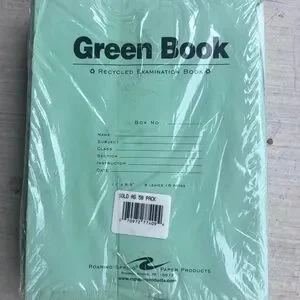 Green Book
♻ Recycled Examination Book ♻
Box No
Name
Subject
Class
Section
Instructor
Date
SOLD AS 50 PACK
Roaring Spring
Paper Products